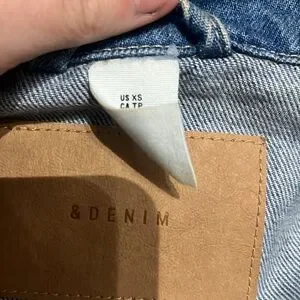 US XS
CA TP
& DENIM